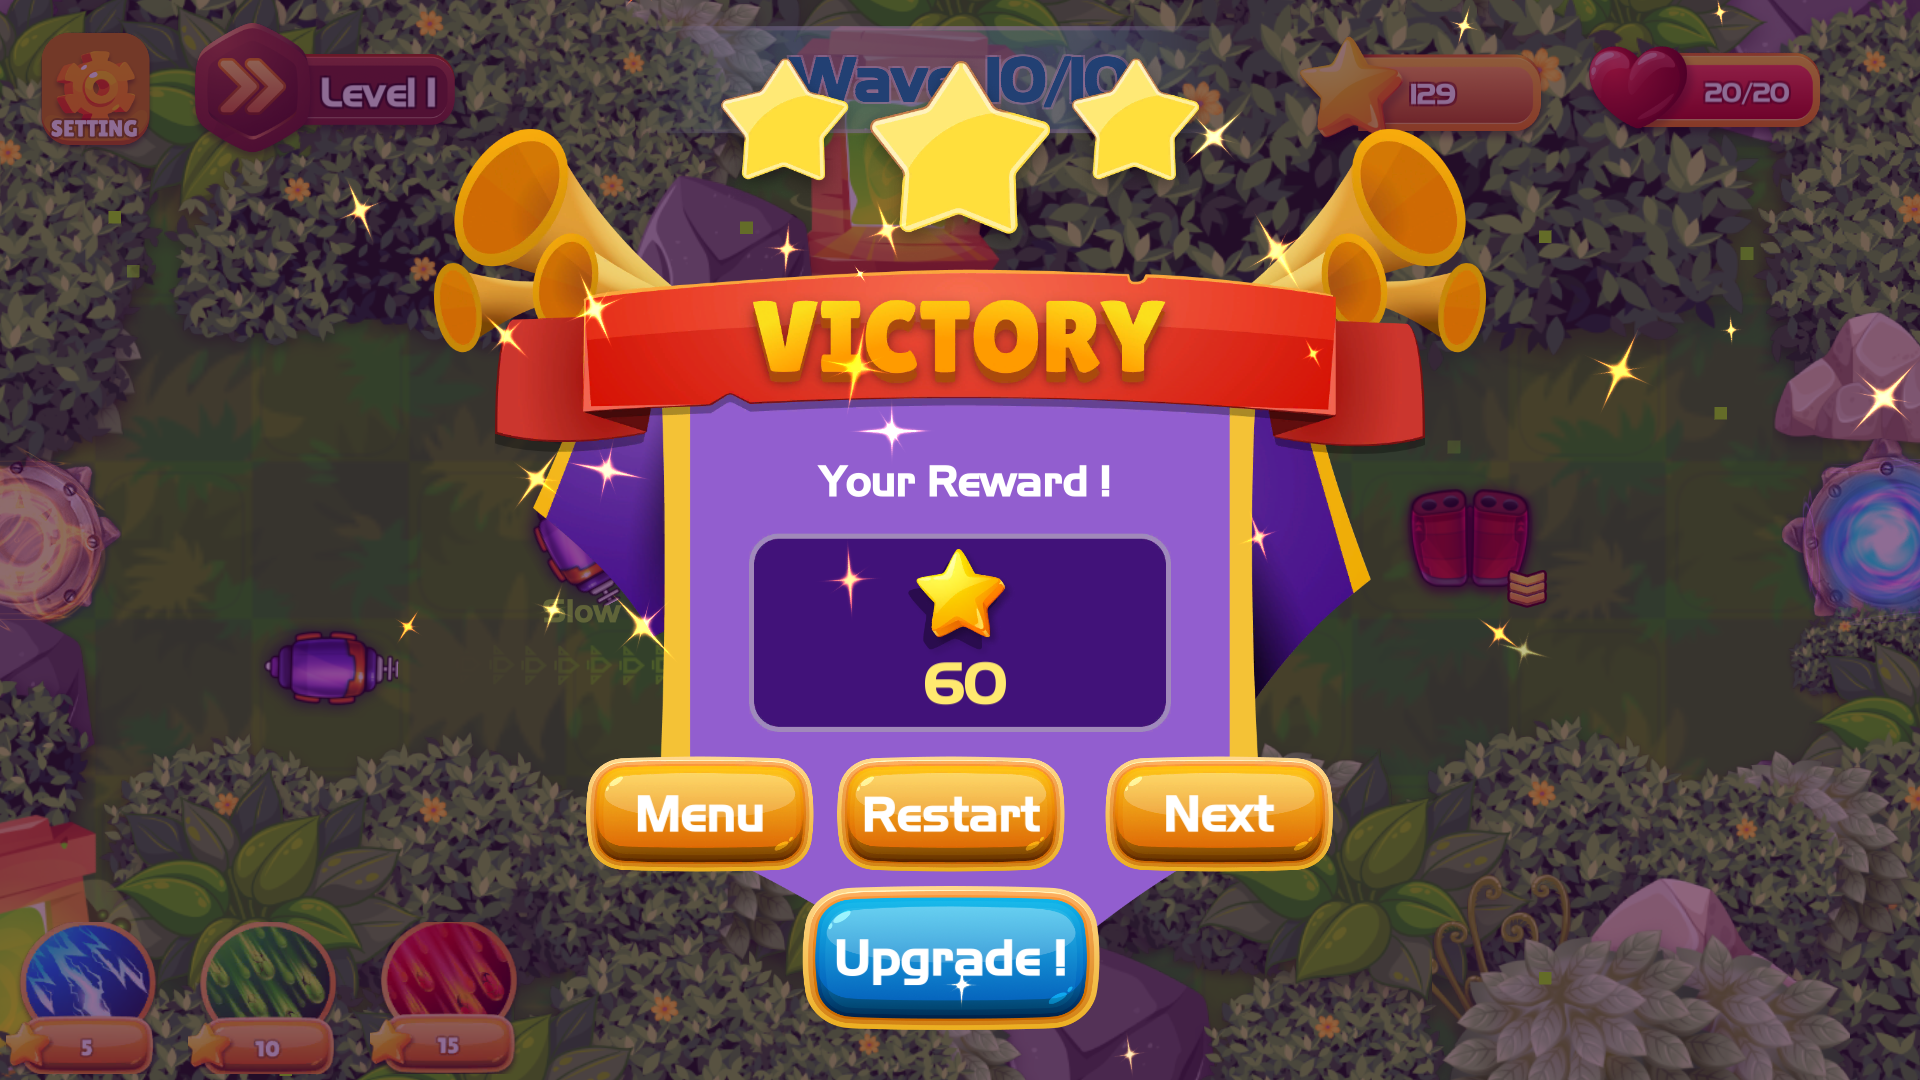 SETTING
Level 1
Wave 10/10
129
20/20
VICTORY
Your Reward !
60
Slow
Menu
Restart
Next
Upgrade !
5
10
15